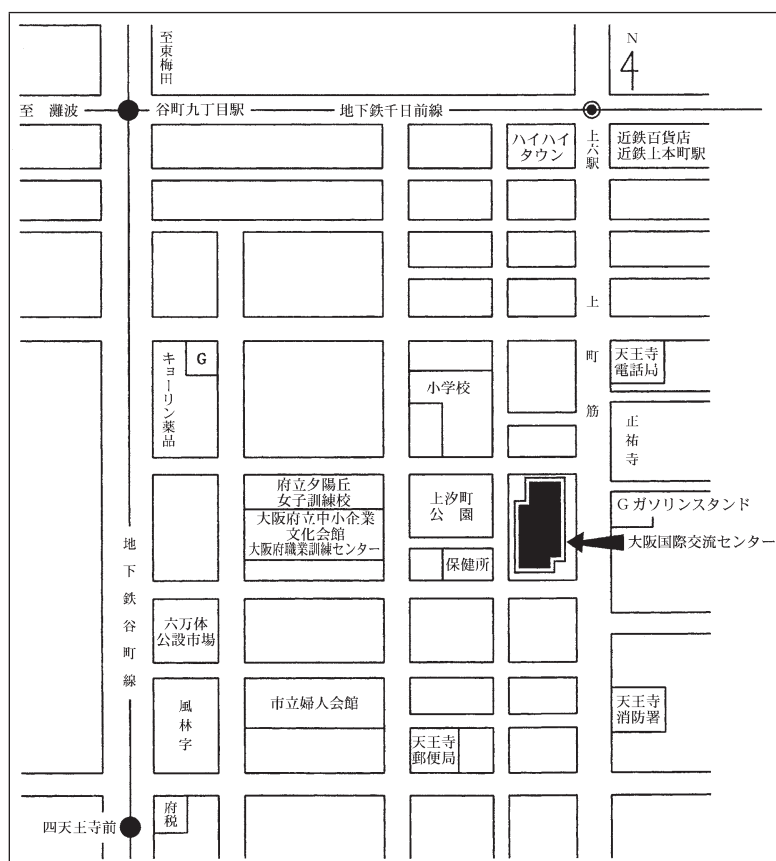 至東梅田
N
至 灘波
谷町九丁目駅
地下鉄千日前線
ハイハイ
タウン
上六駅
近鉄百貨店
近鉄上本町駅
上町筋
キョーリン薬品
G
小学校
天王寺
電話局
正祐寺
府立夕陽丘
女子訓練校
大阪府立中小企業
文化会館
大阪府職業訓練センター
上汐町
公園
Gガソリンスタンド
大阪国際交流センター
保健所
地下鉄谷町線
六万体
公設市場
風林字
市立婦人会館
天王寺
消防署
天王寺
郵便局
府税
四天王寺前